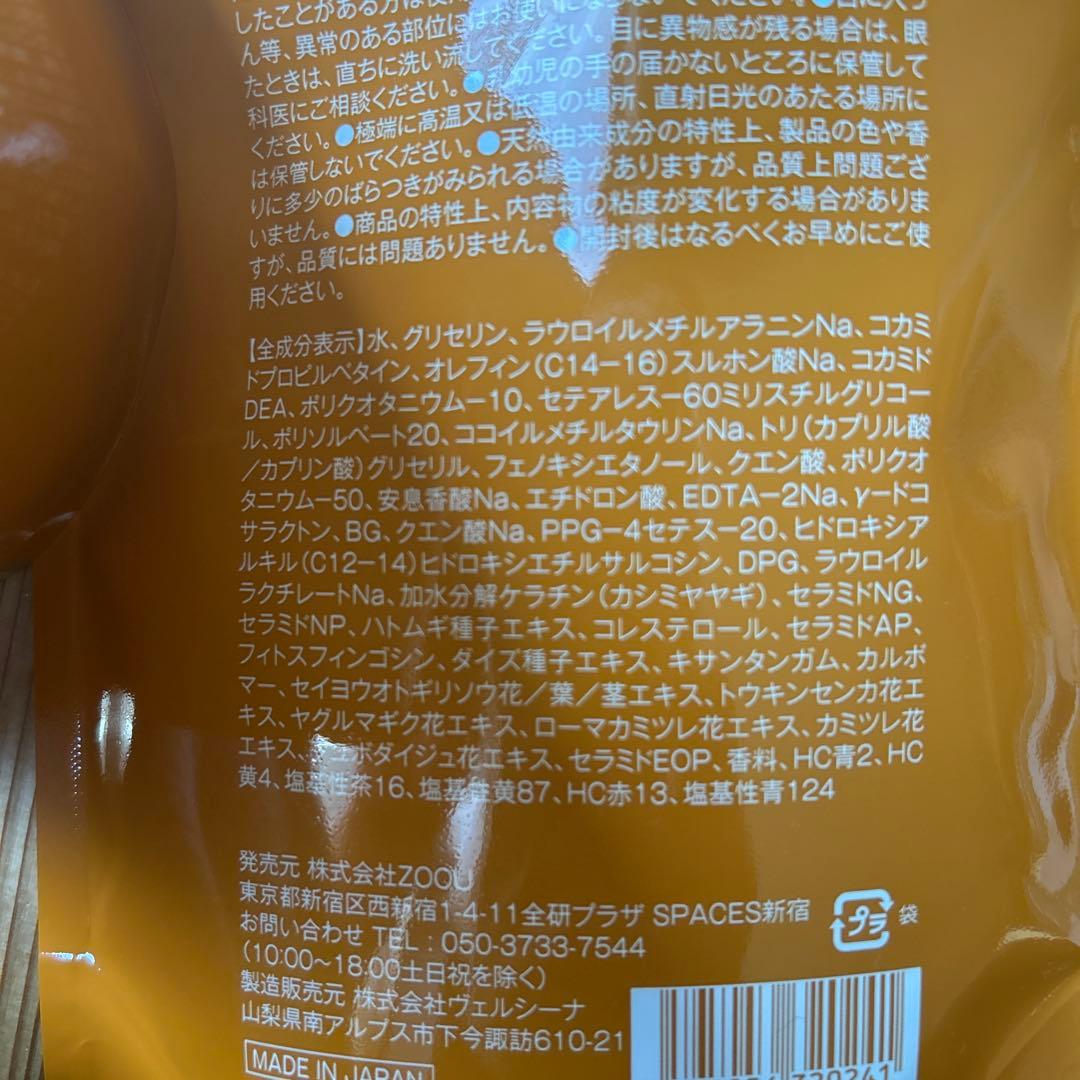 したことがある方は使用
ん等、異常のある部位にはお使いにならないでください。●目に入っ
たときは、直ちに洗い流してください。目に異物感が残る場合は、眼
科医にご相談ください。●乳幼児の手の届かないところに保管して
ください。●極端に高温又は低温の場所、直射日光のあたる場所に
は保管しないでください。●天然由来成分の特性上、製品の色や香
りに多少のばらつきがみられる場合がありますが、品質上問題ござ
いません。●商品の特性上、内容物の粘度が変化する場合がありま
すが、品質には問題ありません。●開封後はなるべくお早めにご使
用ください。
【全成分表示】水、グリセリン、ラウロイルメチルアラニンNa、コカミ
ドプロピルベタイン、オレフィン(C14-16)スルホン酸Na、コカミド
DEA、ポリクオタニウム-10、セテアレス-60ミリスチルグリコー
ル、ポリソルベート20、ココイルメチルタウリンNa、トリ(カプリル酸
/カプリン酸)グリセリル、フェノキシエタノール、クエン酸、ポリクオ
タニウム-50、安息香酸Na、エチドロン酸、EDTA-2Na、γ-ドコ
サラクトン、BG、クエン酸Na、PPG-4セテス-20、ヒドロキシア
ルキル(C12-14)ヒドロキシエチルサルコシン、DPG、ラウロイル
ラクチレートNa、加水分解ケラチン(カシミヤヤギ)、セラミドNG、
セラミドNP、ハトムギ種子エキス、コレステロール、セラミドAP、
フィトスフィンゴシン、ダイズ種子エキス、キサンタンガム、カルボ
マー、セイヨウオトギリソウ花/葉/茎エキス、トウキンセンカ花エ
キス、ヤグルマギク花エキス、ローマカミツレ花エキス、カミツレ花
エキス、フユボダイジュ花エキス、セラミドEOP、香料、HC青2、HC
黄4、塩基性茶16、塩基性黄87、HC赤13、塩基性青124
発売元 株式会社ZOOU
東京都新宿区西新宿1-4-11全研プラザ SPACES新宿
お問い合わせ TEL : 050-3733-7544
(10:00~18:00土日祝を除く)
製造販売元 株式会社ヴェルシーナ
山梨県南アルプス市下今諏訪610-21
MADE IN JAPAN
プラ 袋